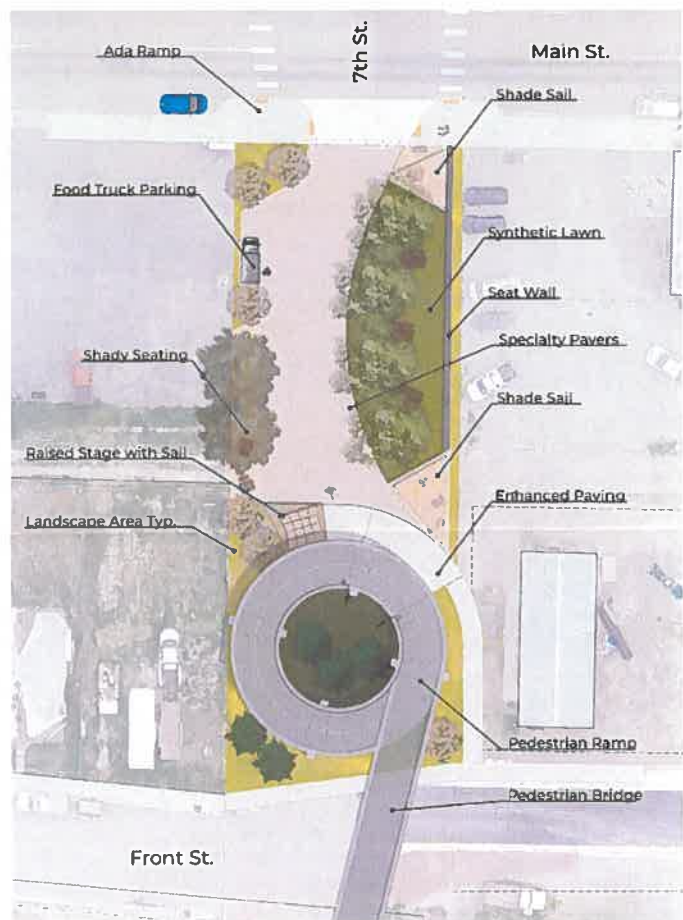 7th St.
Main St.
Ada Ramp
Shade Sail
Food Truck Parking
Synthetic Lawn
Seat Wall
Specialty Pavers
Shady Seating
Shade Sail
Raised Stage with Sail
Enhanced Paving
Landscape Area Typ.
Pedestrian Ramp
Pedestrian Bridge
Front St.